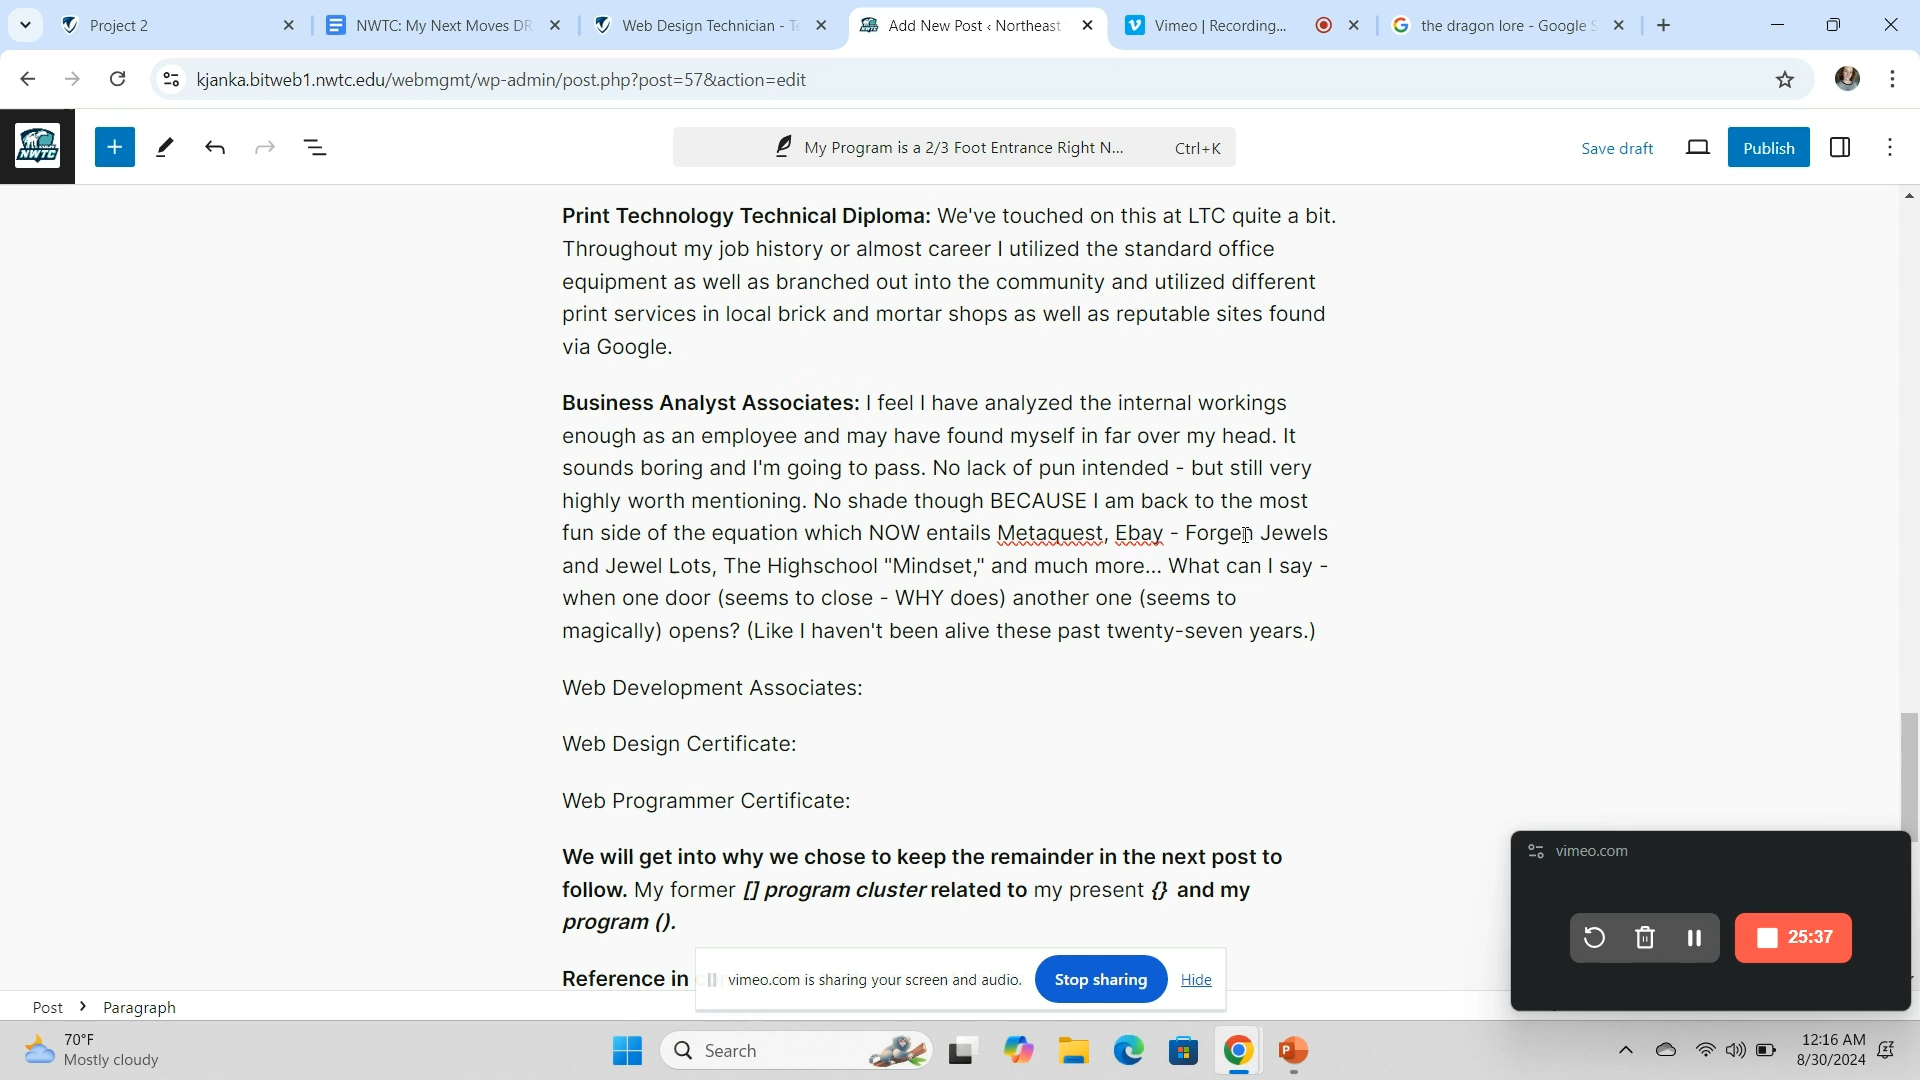 Project 2
NWTC: My Next Moves DR
Web Design Technician - Te
Add New Post ‹ Northeast
Vimeo | Recording...
the dragon lore - Google S
kjanka.bitweb1.nwtc.edu/webmgmt/wp-admin/post.php?post=57&action=edit
NWTC
My Program is a 2/3 Foot Entrance Right N... Ctrl+K
Save draft
Publish
Print Technology Technical Diploma: We've touched on this at LTC quite a bit.
Throughout my job history or almost career I utilized the standard office
equipment as well as branched out into the community and utilized different
print services in local brick and mortar shops as well as reputable sites found
via Google.
Business Analyst Associates: I feel I have analyzed the internal workings
enough as an employee and may have found myself in far over my head. It
sounds boring and I'm going to pass. No lack of pun intended - but still very
highly worth mentioning. No shade though BECAUSE I am back to the most
fun side of the equation which NOW entails Metaquest, Ebay - Forgen Jewels
and Jewel Lots, The Highschool "Mindset," and much more... What can I say -
when one door (seems to close - WHY does) another one (seems to
magically) opens? (Like I haven't been alive these past twenty-seven years.)
Web Development Associates:
Web Design Certificate:
Web Programmer Certificate:
We will get into why we chose to keep the remainder in the next post to
follow. My former [] program cluster related to my present {} and my
program ().
Reference in
vimeo.com is sharing your screen and audio.
Stop sharing
Hide
vimeo.com
25:37
Post
Paragraph
70°F
Mostly cloudy
Search
12:16 AM
8/30/2024